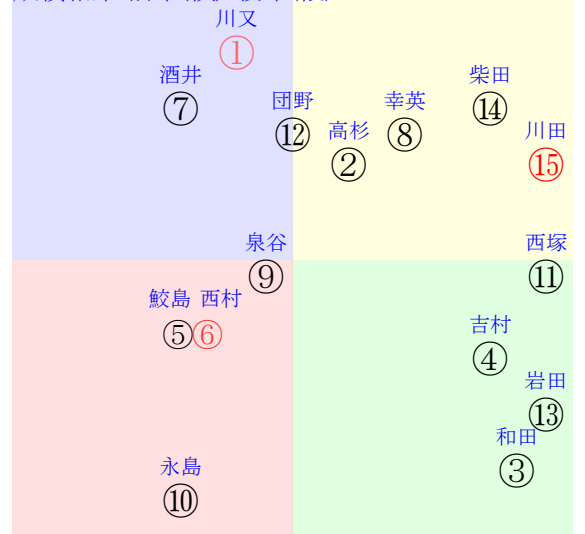 川又
①
酒井
⑦
柴田
⑭
団野
⑫
幸英
⑧
高杉
②
川田
⑮
泉谷
⑨
西塚
⑪
鮫島 西村
⑤⑥
吉村
④
岩田
⑬
和田
③
永島
⑩